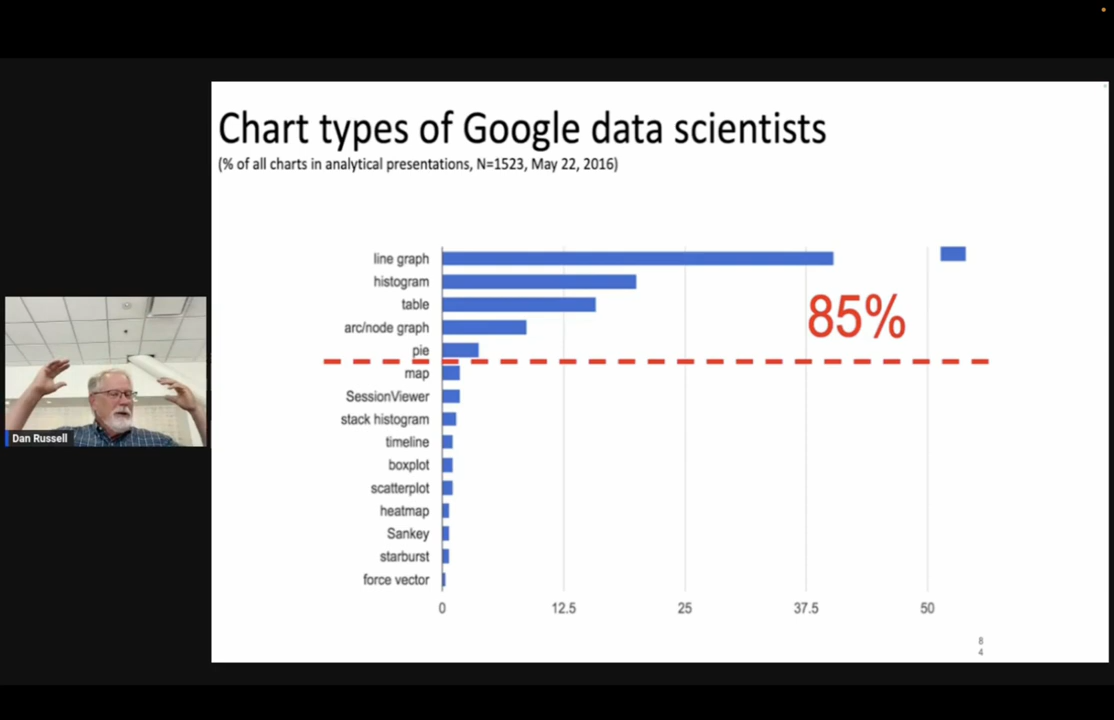 Chart types of Google data scientists
(% of all charts in analytical presentations, N=1523, May 22, 2016)
line graph
histogram
table
arc/node graph
85%
pie
map
SessionViewer
stack histogram
timeline
boxplot
scatterplot
heatmap
Sankey
starburst
force vector
0 12.5 25 37.5 50
8
4
Dan Russell